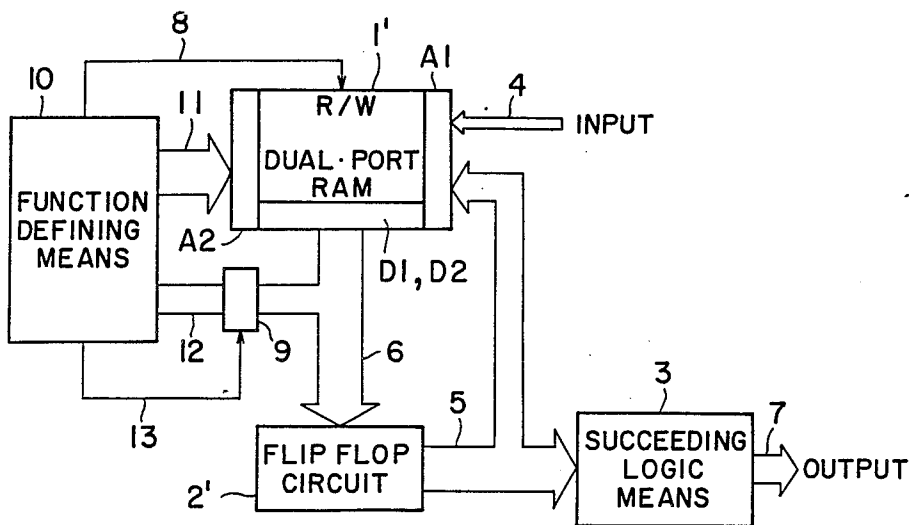 8
1'
A1
10
11
R/W
4
INPUT
DUAL·PORT
RAM
FUNCTION
DEFINING
MEANS
A2
D1, D2
12
9
6
13
5
3
7
FLIP FLOP
CIRCUIT
2'
SUCCEEDING
LOGIC
MEANS
OUTPUT